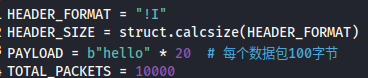 HEADER_FORMAT = "!I"
HEADER_SIZE = struct.calcsize(HEADER_FORMAT)
PAYLOAD = b"hello" * 20  # 每个数据包100字节
TOTAL_PACKETS = 10000